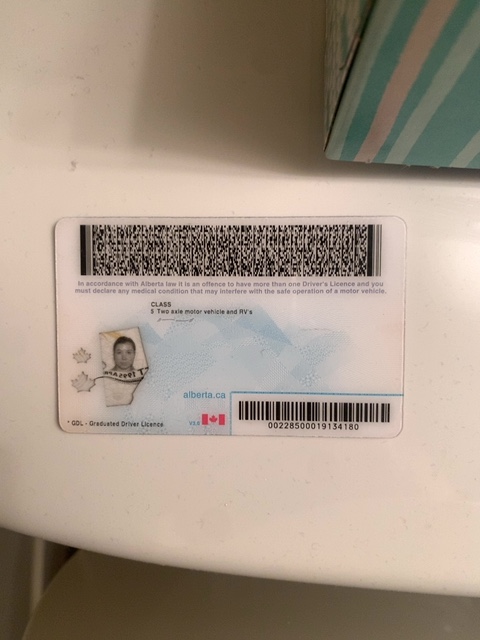 In accordance with Alberta law it is an offence to have more than one Driver's Licence and you
must declare any medical condition that may interfere with the safe operation of a motor vehicle.
CLASS
5 Two axle motor vehicle and RV's
alberta.ca
* GDL - Graduated Driver Licence
V3.0
00228500019134180